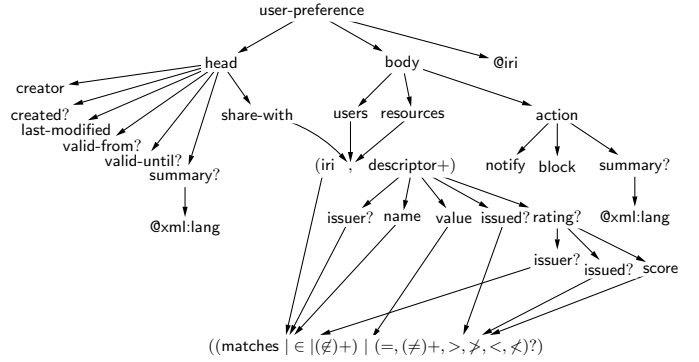 user-preference
head body @iri
creator
created?
last-modified
valid-from?
valid-until?
summary?
share-with users resources action
(iri , descriptor+) notify block summary?
@xml:lang issuer? name value issued? rating? @xml:lang
issuer? issued? score
((matches | ∈ |(∉)+) | (=, (≠)+, >, ≯, <, ≮)?)